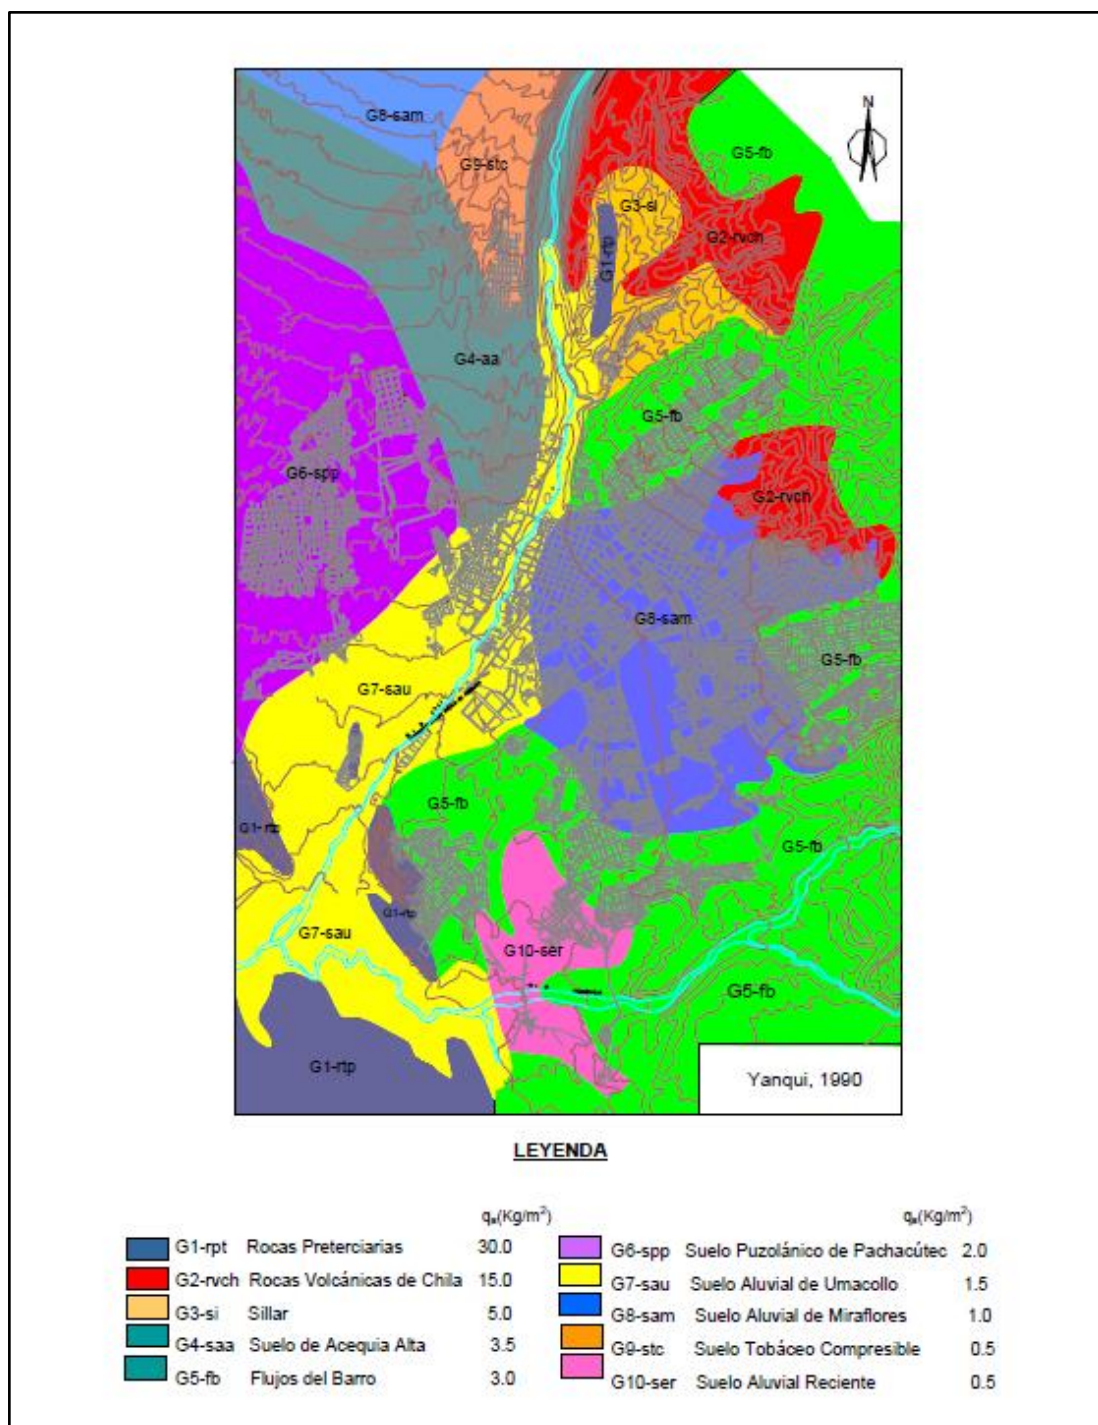 N
G8-sam
G5-fb
G9-stc
G3-si
G2-rvch
G1-rtp
G4-aa
G5-fb
G6-spp
G2-rvch
G8-sam
G5-fb
G7-sau
G5-fb
G1-rtp
G5-fb
G1-rtp
G7-sau
G10-ser
G5-fb
G1-rtp
Yanqui, 1990
LEYENDA
qa(Kg/m²)
G1-rpt Rocas Preterciarias 30.0
G2-rvch Rocas Volcánicas de Chila 15.0
G3-si Sillar 5.0
G4-saa Suelo de Acequia Alta 3.5
G5-fb Flujos del Barro 3.0
qa(Kg/m²)
G6-spp Suelo Puzolánico de Pachacútec 2.0
G7-sau Suelo Aluvial de Umacollo 1.5
G8-sam Suelo Aluvial de Miraflores 1.0
G9-stc Suelo Tobáceo Compresible 0.5
G10-ser Suelo Aluvial Reciente 0.5